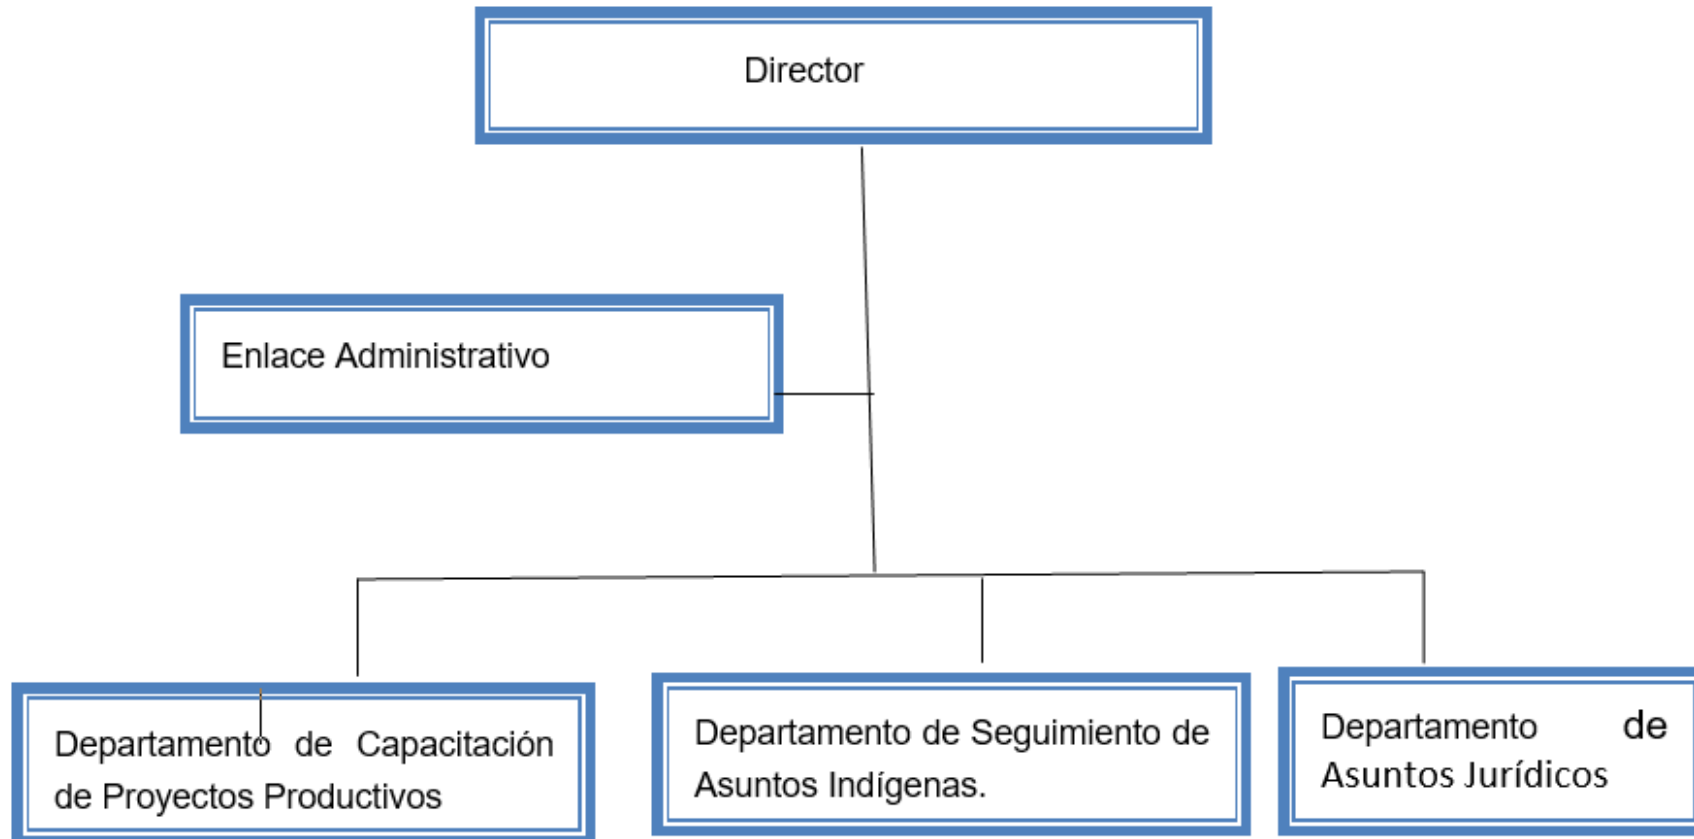 Director
Enlace Administrativo
Departamento de Capacitación
de Proyectos Productivos
Departamento de Seguimiento de
Asuntos Indígenas.
Departamento de
Asuntos Jurídicos